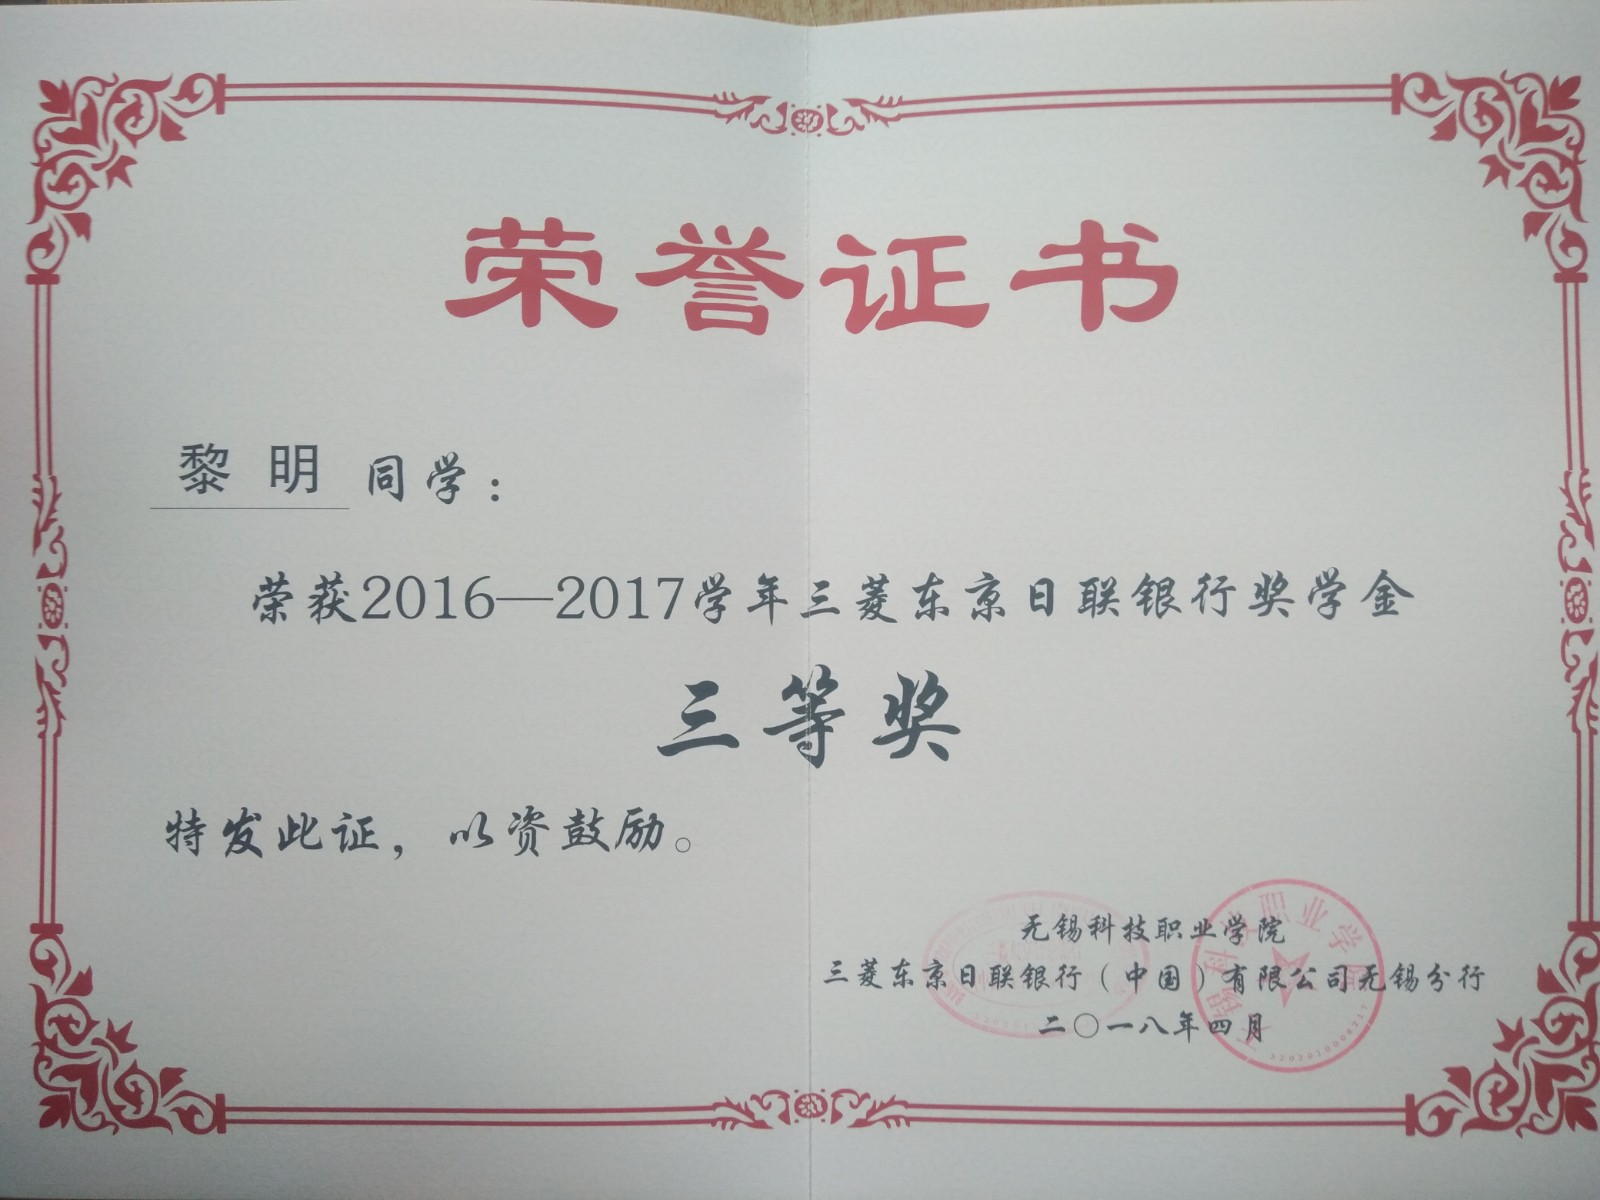 荣誉证书
黎明同学：
荣获2016—2017学年三菱东京日联银行奖学金
三等奖
特发此证，以资鼓励。
无锡科技职业学院
三菱东京日联银行（中国）有限公司无锡分行
二〇一八年四月